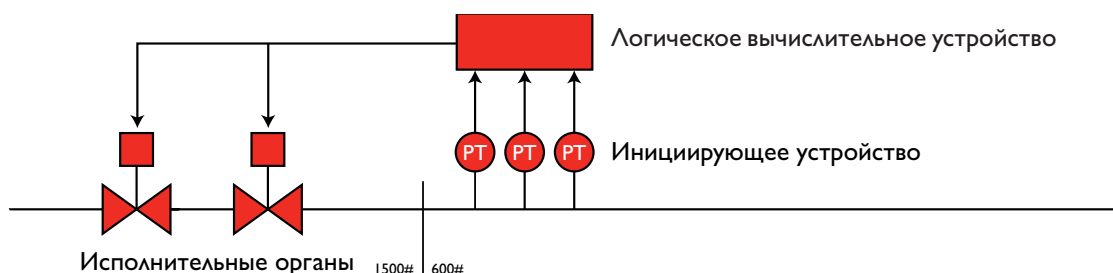 Логическое вычислительное устройство
PT PT PT
Инициирующее устройство
Исполнительные органы
1500# 600#